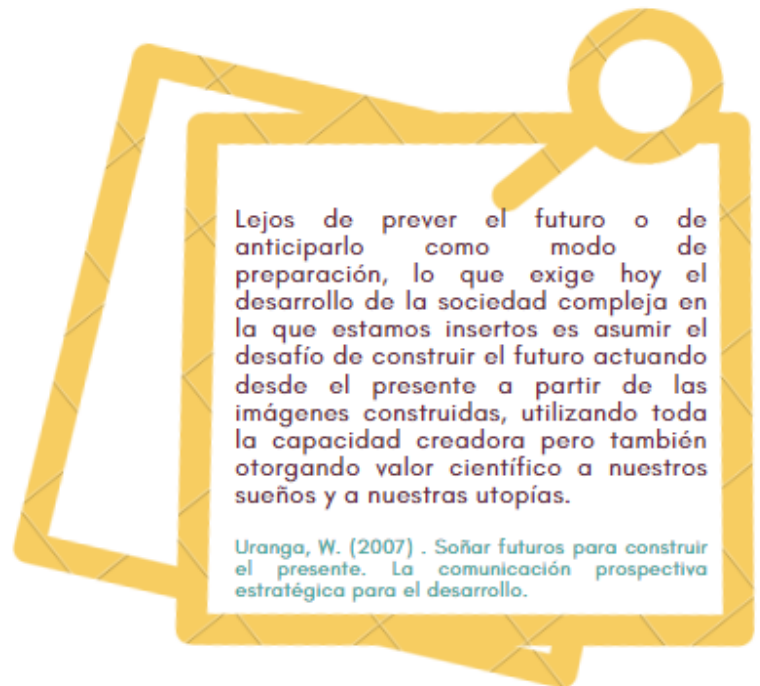 Lejos de prever el futuro o de
anticiparlo como modo de
preparación, lo que exige hoy el
desarrollo de la sociedad compleja en
la que estamos insertos es asumir el
desafío de construir el futuro actuando
desde el presente a partir de las
imágenes construidas, utilizando toda
la capacidad creadora pero también
otorgando valor científico a nuestros
sueños y a nuestras utopías.
Uranga, W. (2007) . Soñar futuros para construir
el presente. La comunicación prospectiva
estratégica para el desarrollo.